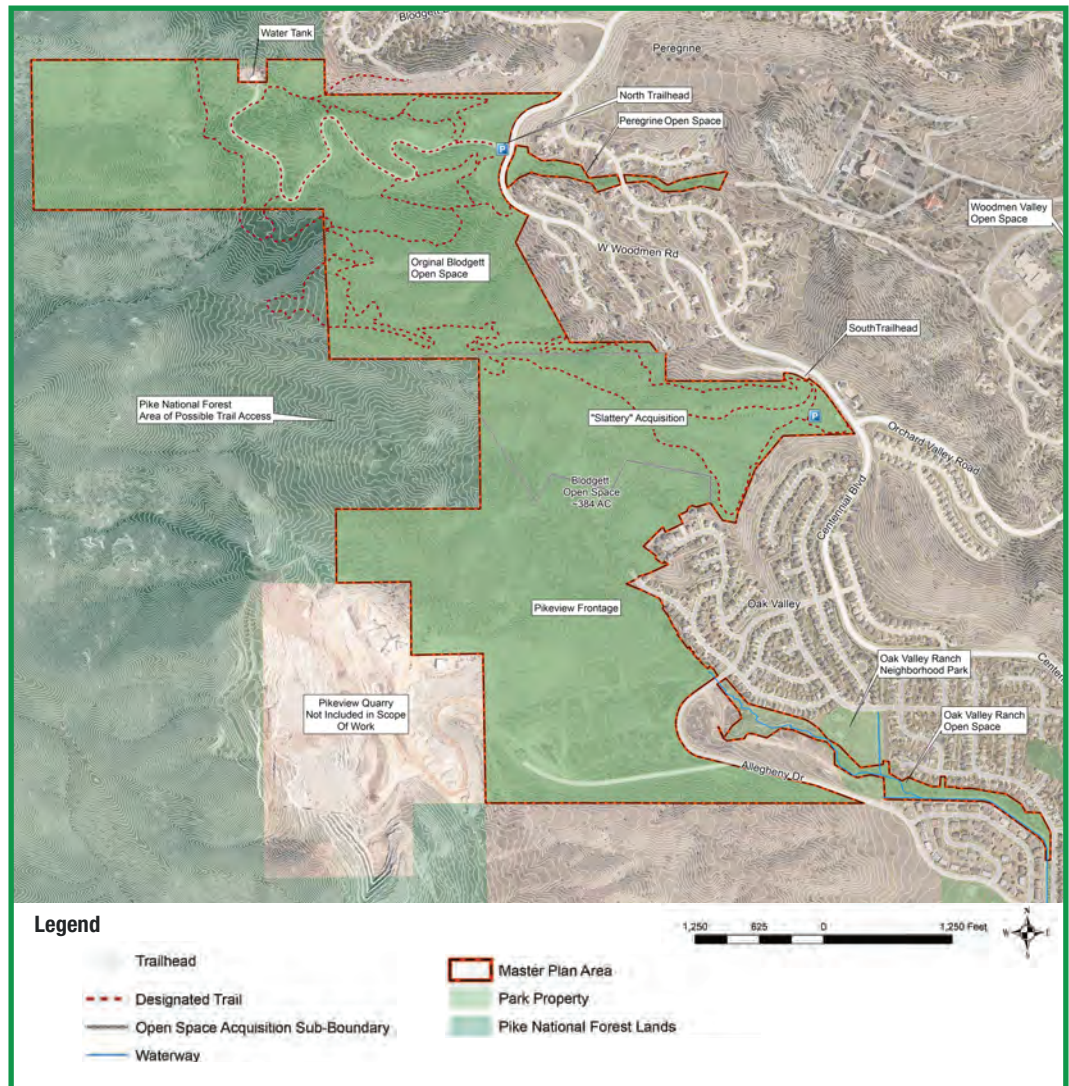 Blodgett
Water Tank
Peregrine
North Trailhead
Peregrine Open Space
Woodmen Valley
Open Space
W Woodmen Rd
Orginal Blodgett
Open Space
SouthTrailhead
Pike National Forest
Area of Possible Trail Access
"Slattery" Acquisition
Orchard Valley Road
Blodgett
Open Space
~384 AC
Centennial Blvd
Pikeview Frontage
Oak Valley
Oak Valley Ranch
Neighborhood Park
Pikeview Quarry
Not Included in Scope
Of Work
Oak Valley Ranch
Open Space
Allegheny Dr
P
P
Legend
1,250 625 0 1,250 Feet
N
W E
S
Trailhead
Designated Trail
Open Space Acquisition Sub-Boundary
Waterway
Master Plan Area
Park Property
Pike National Forest Lands